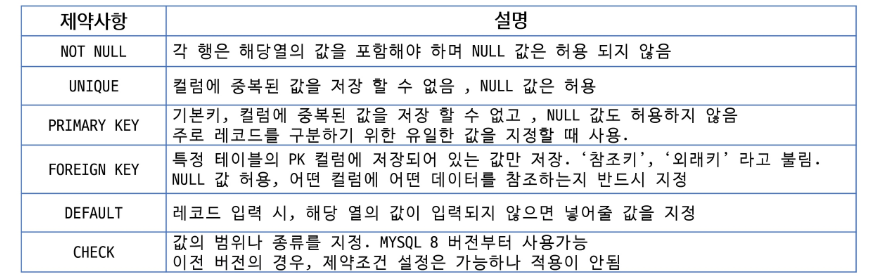 제약사항 설명
NOT NULL 각 행은 해당열의 값을 포함해야 하며 NULL 값은 허용 되지 않음
UNIQUE 컬럼에 중복된 값을 저장 할 수 없음 , NULL 값은 허용
PRIMARY KEY 기본키, 컬럼에 중복된 값을 저장 할 수 없고 , NULL 값도 허용하지 않음
주로 레코드를 구분하기 위한 유일한 값을 지정할 때 사용.
FOREIGN KEY 특정 테이블의 PK 컬럼에 저장되어 있는 값만 저장. ‘참조키’, ‘외래키’ 라고 불림.
NULL 값 허용, 어떤 컬럼에 어떤 데이터를 참조하는지 반드시 지정
DEFAULT 레코드 입력 시, 해당 열의 값이 입력되지 않으면 넣어줄 값을 지정
CHECK 값의 범위나 종류를 지정. MYSQL 8 버전부터 사용가능
이전 버전의 경우, 제약조건 설정은 가능하나 적용이 안됨